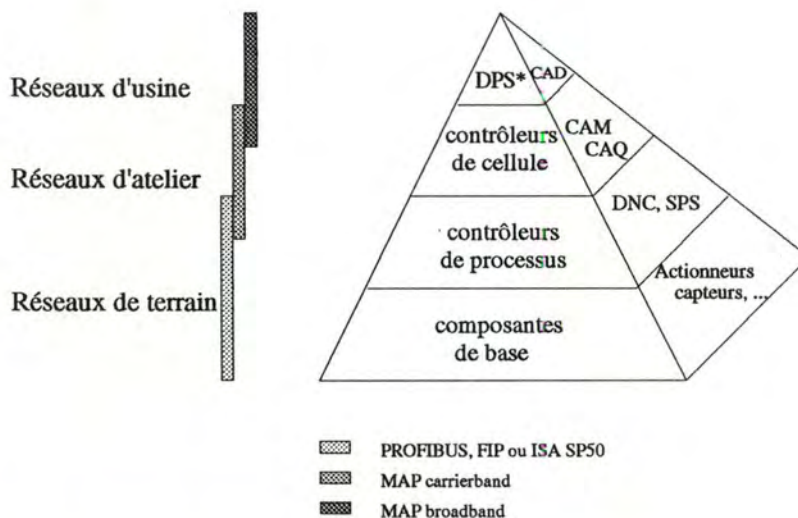 Réseaux d'usine
Réseaux d'atelier
Réseaux de terrain
DPS*
CAD
contrôleurs
de cellule
CAM
CAQ
contrôleurs
de processus
DNC, SPS
composantes
de base
Actionneurs
capteurs, ...
PROFIBUS, FIP ou ISA SP50
MAP carrierband
MAP broadband